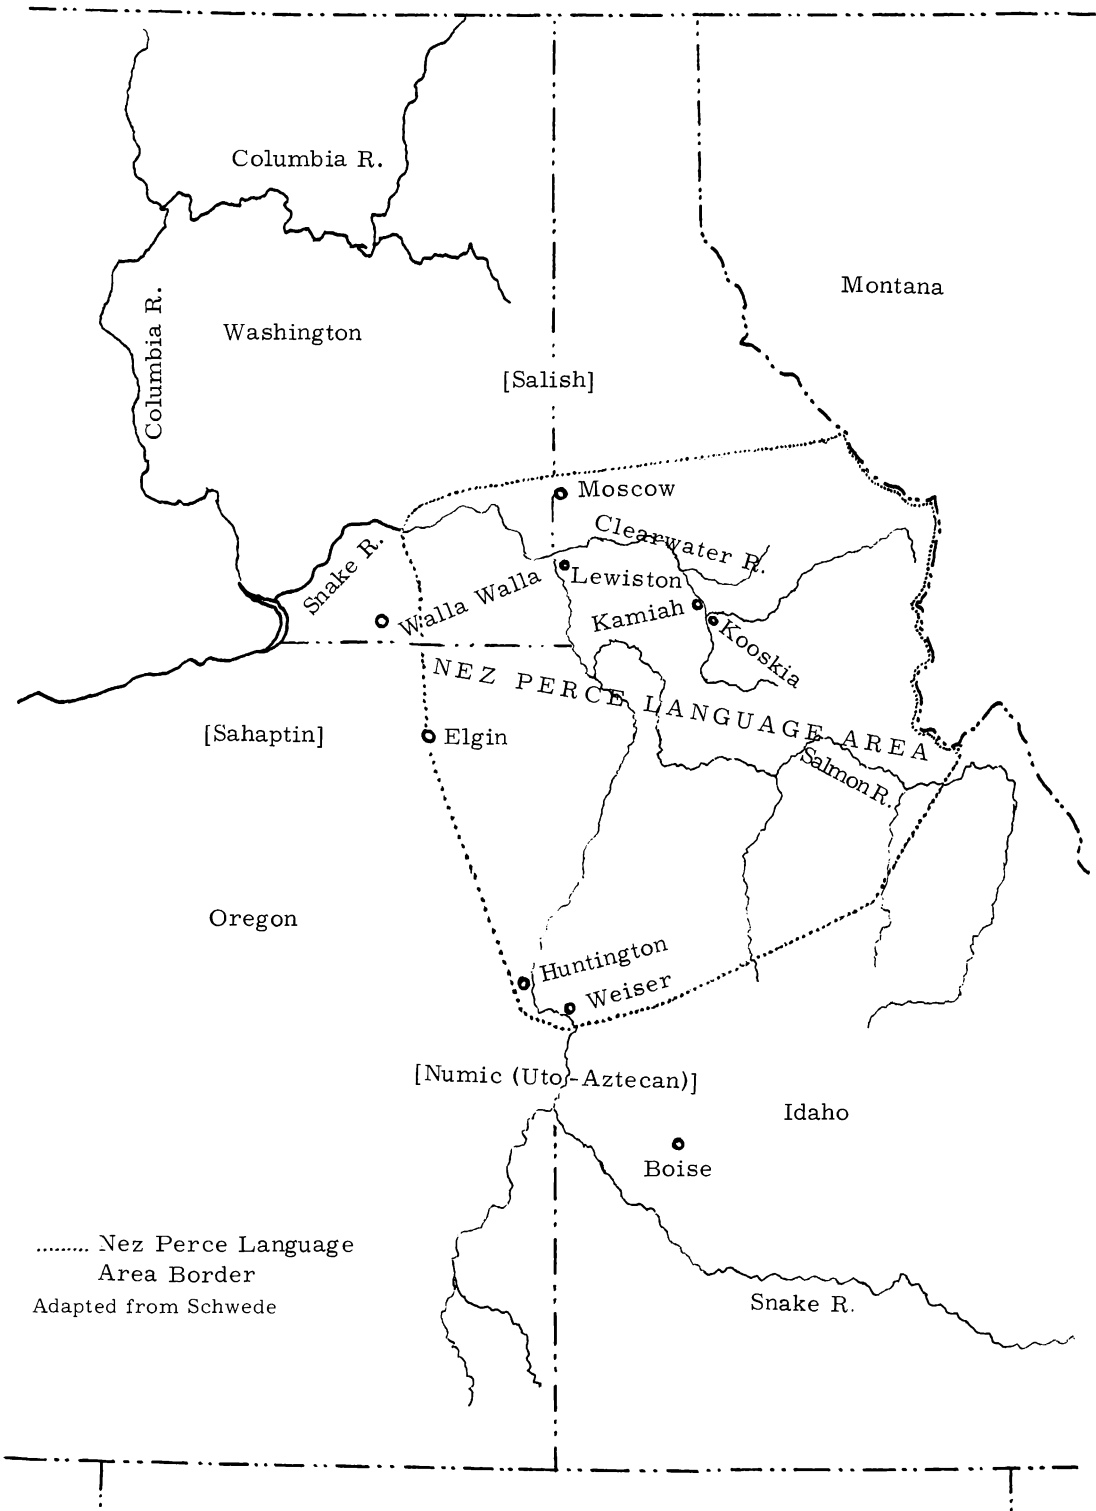 Columbia R.
Montana
Columbia R.
Washington
[Salish]
Moscow
Clearwater R.
Snake R.
Lewiston
Walla Walla
Kamiah
Kooskia
NEZ PERCE LANGUAGE AREA
[Sahaptin]
Elgin
Salmon R.
Oregon
Huntington
Weiser
[Numic (Uto-Aztecan)]
Idaho
Boise
......... Nez Perce Language
Area Border
Adapted from Schwede
Snake R.